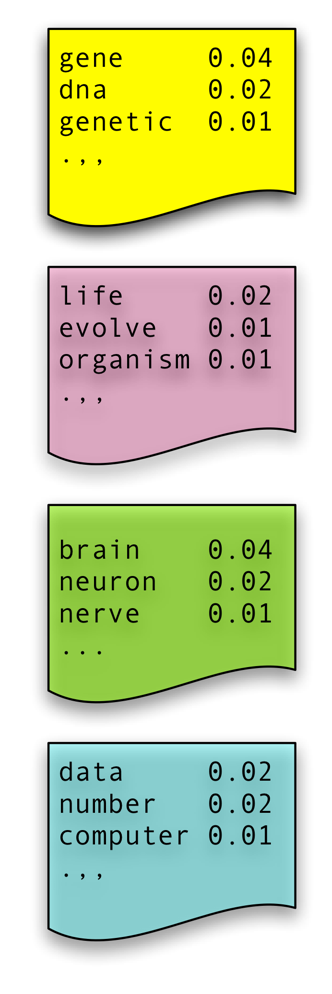 gene 0.04
dna 0.02
genetic 0.01
.,,
life 0.02
evolve 0.01
organism 0.01
.,,
brain 0.04
neuron 0.02
nerve 0.01
...
data 0.02
number 0.02
computer 0.01
.,,